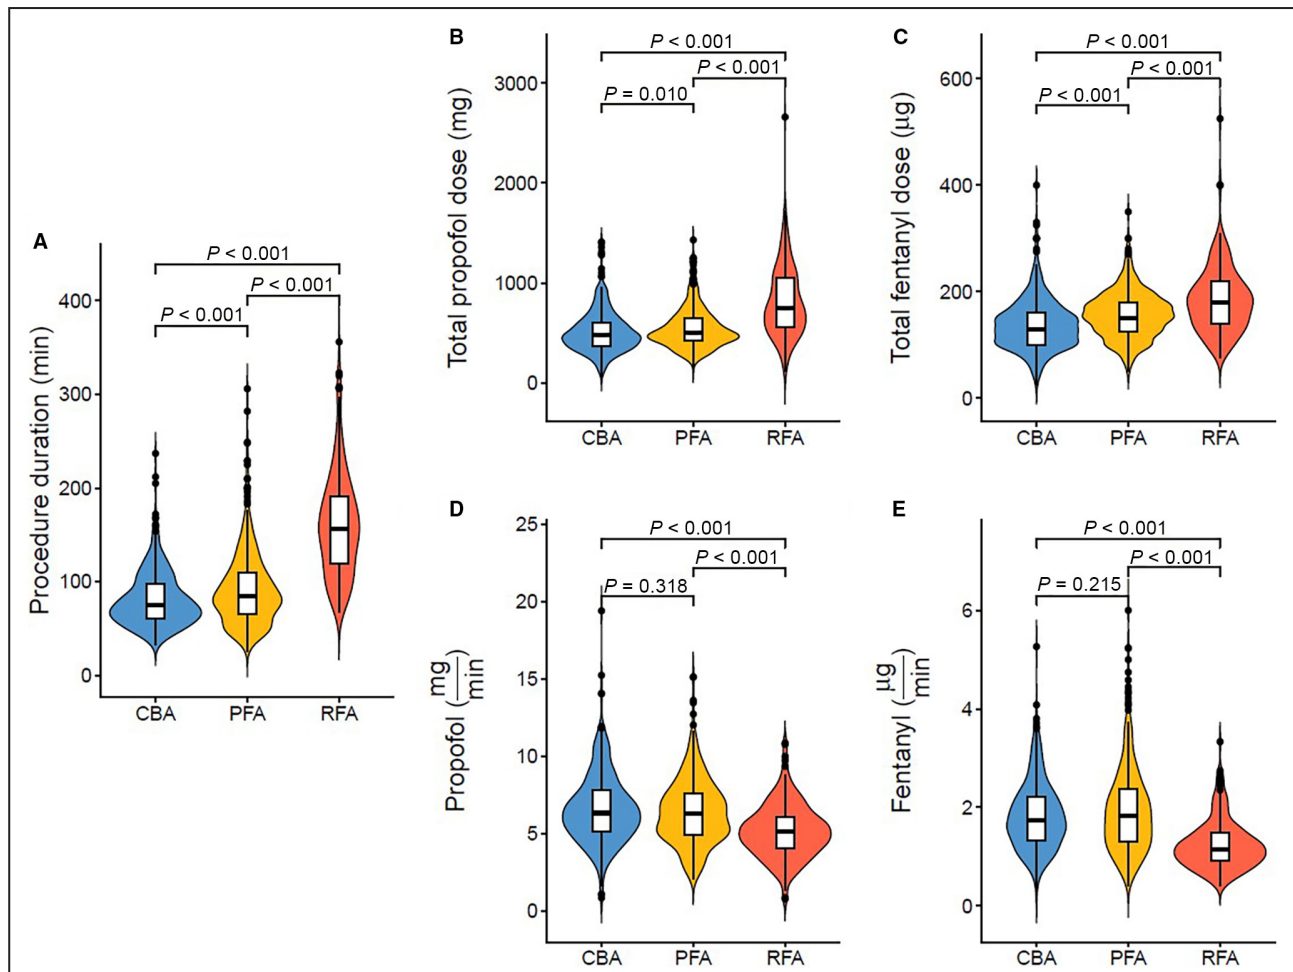 A
Procedure duration (min)
P < 0.001
P < 0.001
P < 0.001
400
300
200
100
0
CBA PFA RFA
B
Total propofol dose (mg)
P < 0.001
P < 0.001
P = 0.010
3000
2000
1000
0
CBA PFA RFA
C
Total fentanyl dose (μg)
P < 0.001
P < 0.001
P < 0.001
600
400
200
0
CBA PFA RFA
D
Propofol (mg/min)
P < 0.001
P < 0.001
P = 0.318
25
20
15
10
5
0
CBA PFA RFA
E
Fentanyl (μg/min)
P < 0.001
P < 0.001
P = 0.215
6
4
2
0
CBA PFA RFA